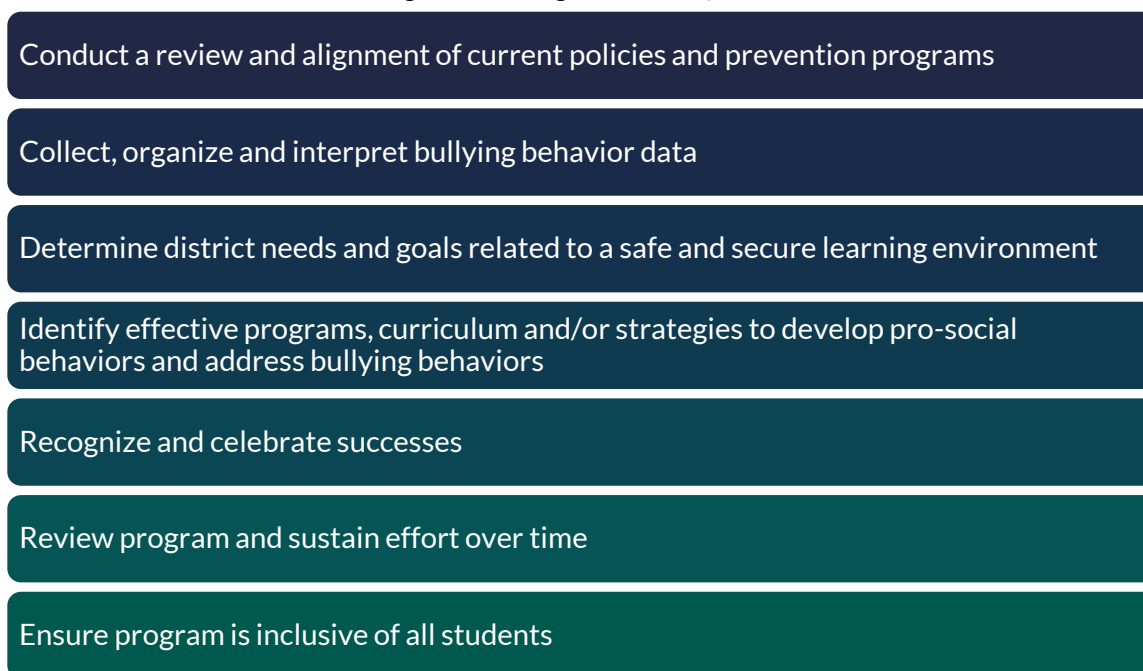 Conduct a review and alignment of current policies and prevention programs
Collect, organize and interpret bullying behavior data
Determine district needs and goals related to a safe and secure learning environment
Identify effective programs, curriculum and/or strategies to develop pro-social
behaviors and address bullying behaviors
Recognize and celebrate successes
Review program and sustain effort over time
Ensure program is inclusive of all students